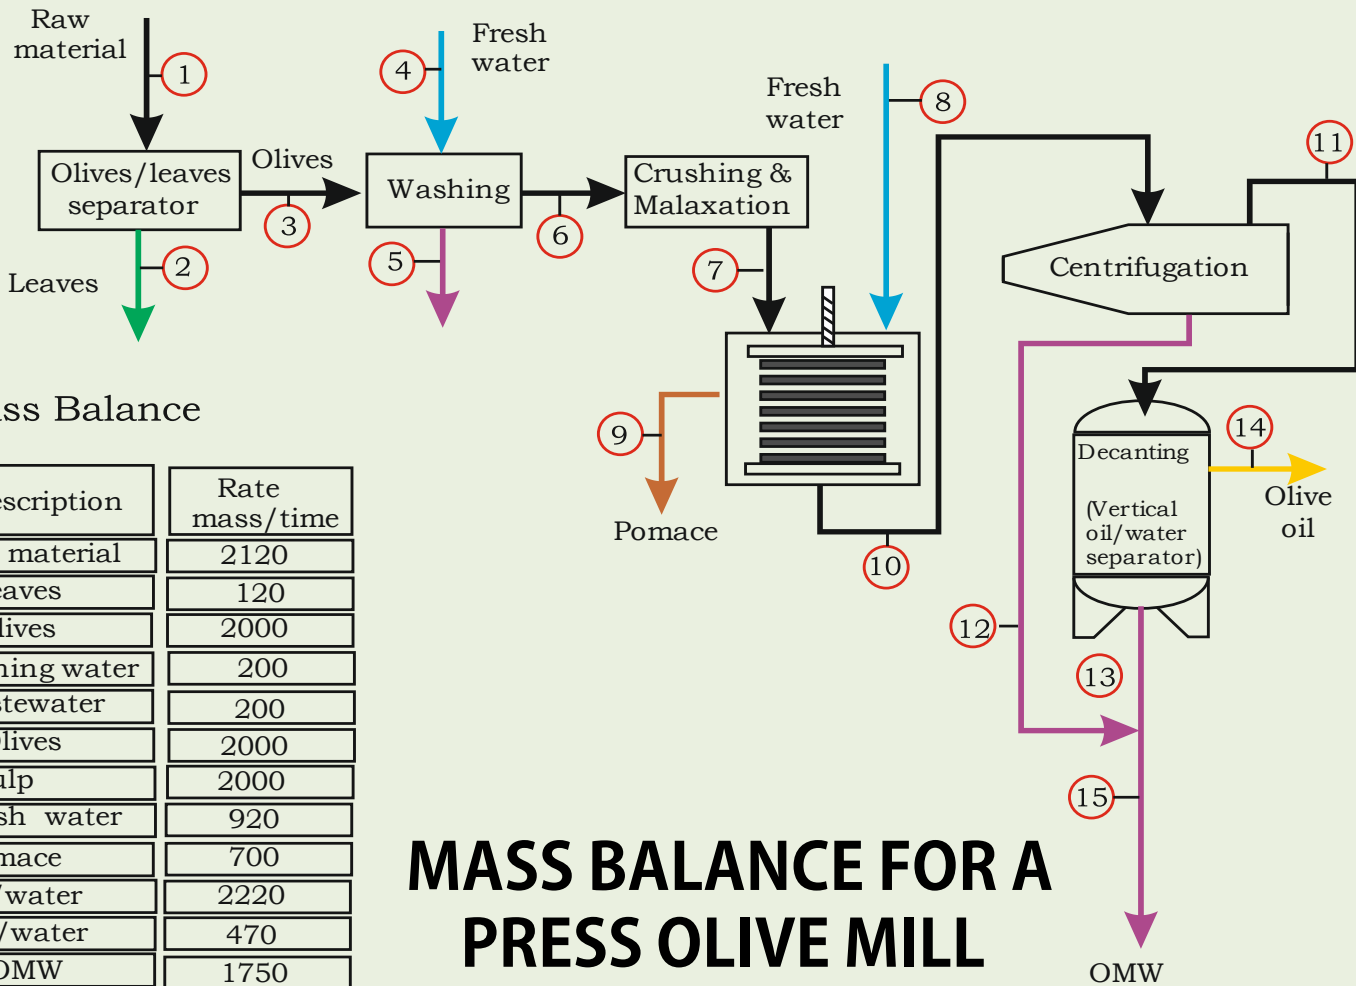 Raw
material
1
Olives/leaves
separator
2
Leaves
Olives
3
4
Fresh
water
Washing
5
6
Crushing &
Malaxation
7
Fresh
water
8
9
Pomace
10
Centrifugation
11
12
Decanting
(Vertical
oil/water
separator)
13
14
Olive
oil
15
OMW
ss Balance
escription
Rate
mass/time
material 2120
eaves 120
lives 2000
ning water 200
stewater 200
lives 2000
ulp 2000
sh water 920
mace 700
/water 2220
/water 470
OMW 1750
MASS BALANCE FOR A
PRESS OLIVE MILL